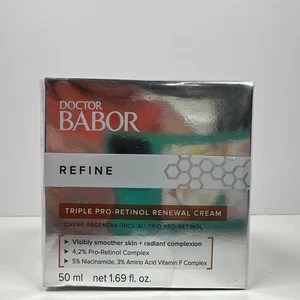 DOCTOR
BABOR
REFINE
TRIPLE PRO-RETINOL RENEWAL CREAM
CRÈME RÉGÉNÉRATRICE AU TRIO PRO-RÉTINOL
Visibly smoother skin + radiant complexion
4,2% Pro-Retinol Complex
5% Niacinamide, 3% Amino Acid Vitamin F Complex
50 ml net 1.69 fl. oz.